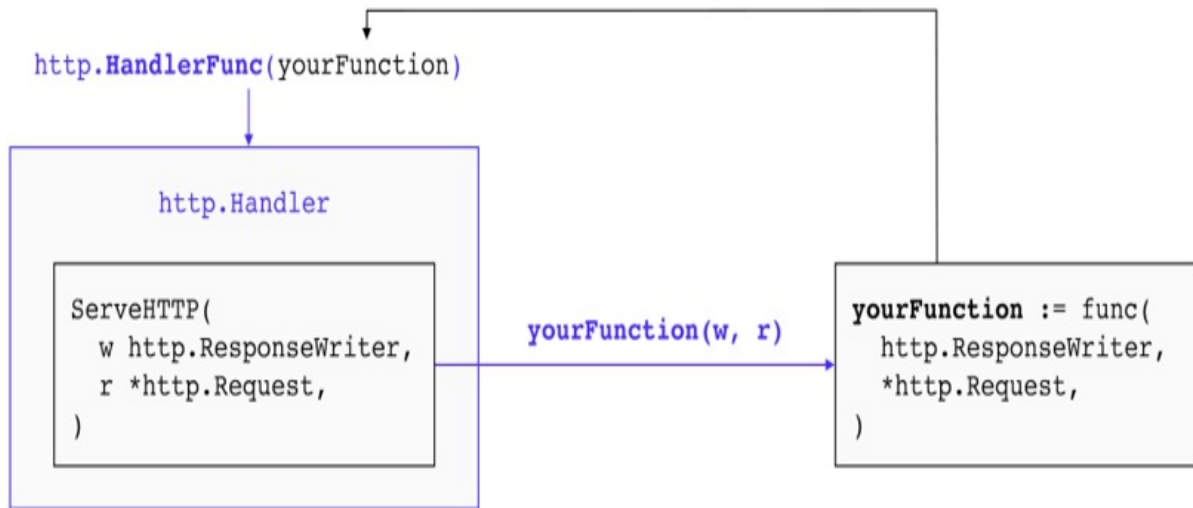 http.HandlerFunc(yourFunction)
http.Handler
ServeHTTP(
  w http.ResponseWriter,
  r *http.Request,
)
yourFunction(w, r)
yourFunction := func(
  http.ResponseWriter,
  *http.Request,
)